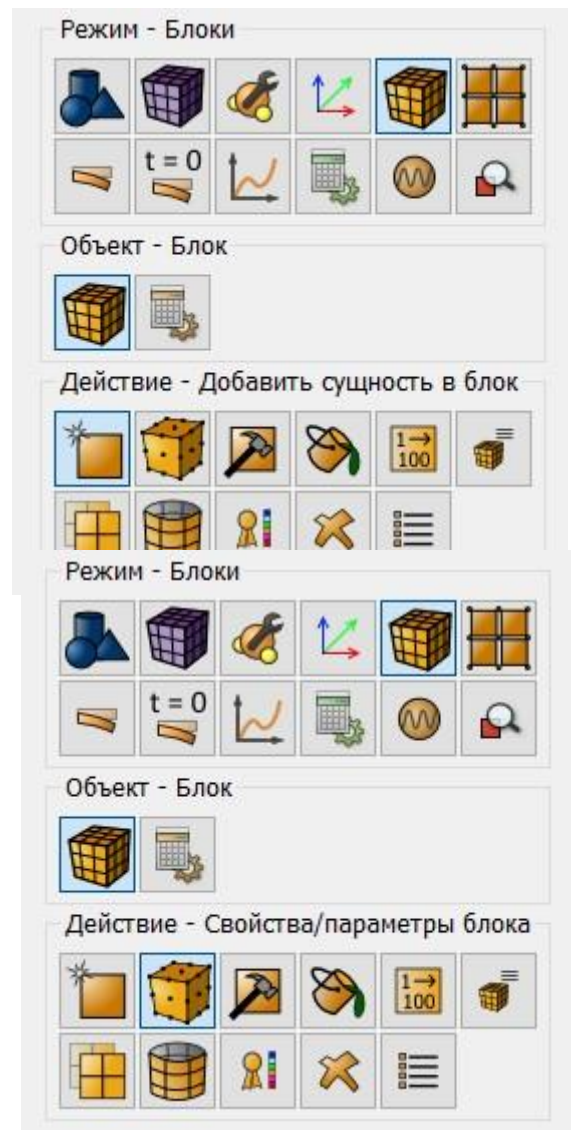 Режим - Блоки
t = 0
Объект - Блок
Действие - Добавить сущность в блок
1→
100
Режим - Блоки
t = 0
Объект - Блок
Действие - Свойства/параметры блока
1→
100